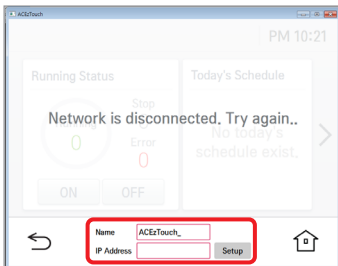 ACEzTouch
PM 10:21
Running Status
Today's Schedule
Stop
Network is disconnected. Try again..
0
Error
0
No today's
schedule exist.
ON
OFF
Name
ACEzTouch_
IP Address
Setup